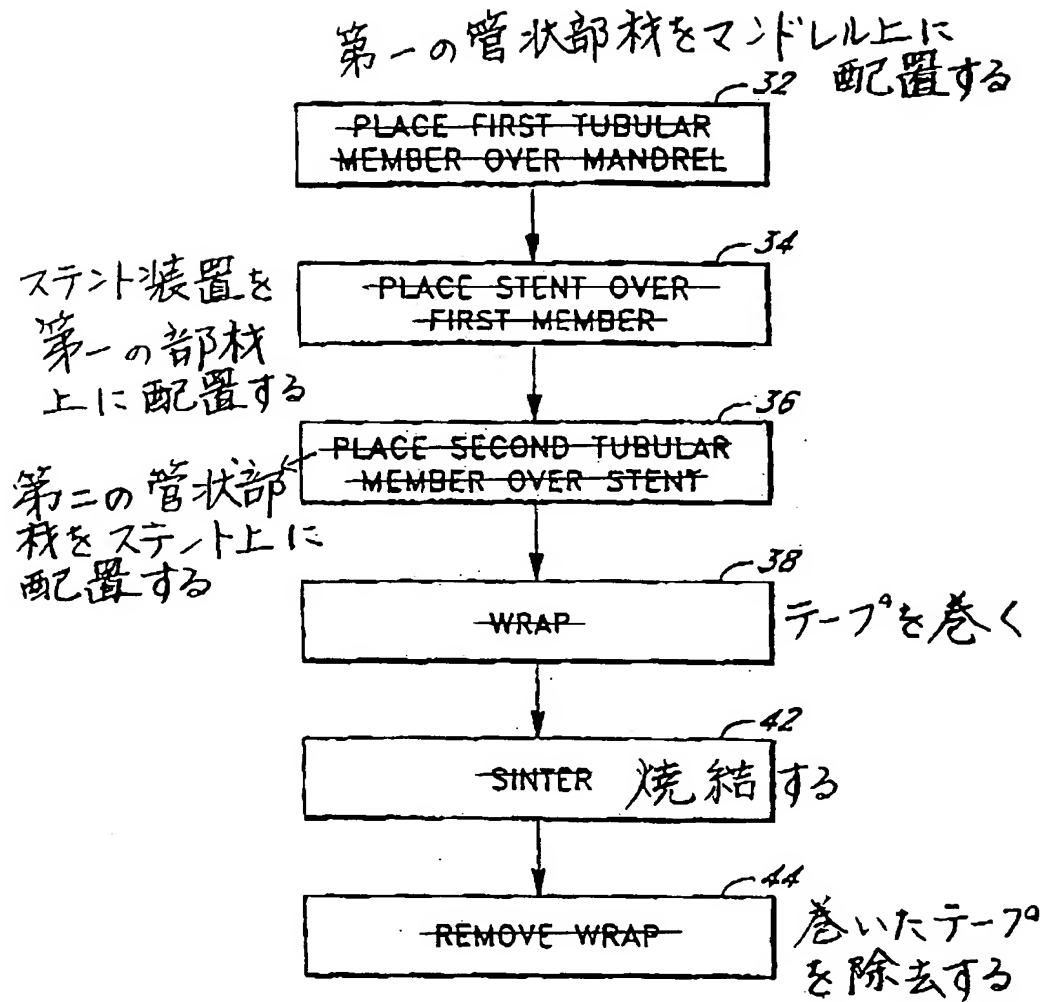 第一の管状部材をマンドレル上に
配置する
32
PLACE FIRST TUBULAR
MEMBER OVER MANDREL
34
ステント装置を
第一の部材
上に配置する
PLACE STENT OVER
FIRST MEMBER
36
PLACE SECOND TUBULAR
MEMBER OVER STENT
第二の管状部
材をステント上に
配置する
38
WRAP
テープを巻く
42
SINTER 焼結する
44
REMOVE WRAP
巻いたテープ
を除去する